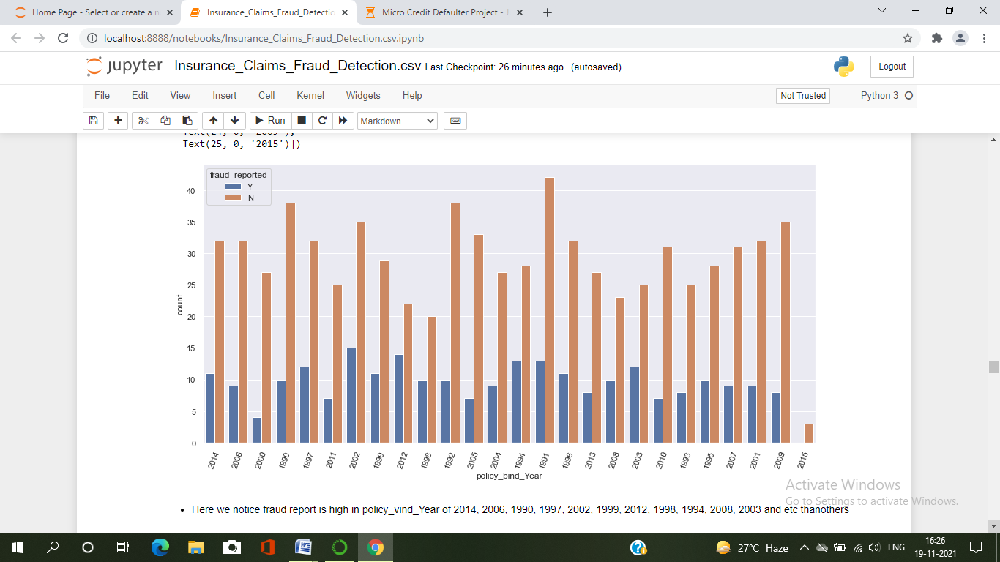 Home Page - Select or create a n
Insurance_Claims_Fraud_Detectio
Micro Credit Defaulter Project - J
localhost:8888/notebooks/Insurance_Claims_Fraud_Detection.csv.ipynb
jupyter Insurance_Claims_Fraud_Detection.csv Last Checkpoint: 26 minutes ago (autosaved)
Logout
File Edit View Insert Cell Kernel Widgets Help
Not Trusted
Python 3
Run
Markdown
Text(25, 0, '2015')])
fraud_reported
Y
N
40
35
30
25
20
15
10
5
0
count
2014 2006 2000 1990 1997 2011 2002 1999 2012 1998 1992 2005 2004 1994 1991 1996 2013 2008 2003 2010 1993 1995 2007 2001 2009 2015
policy_bind_Year
Activate Windows
Go to Settings to activate Windows.
• Here we notice fraud report is high in policy_vind_Year of 2014, 2006, 1990, 1997, 2002, 1999, 2012, 1998, 1994, 2008, 2003 and etc thanothers
27°C Haze
ENG
16:26
19-11-2021